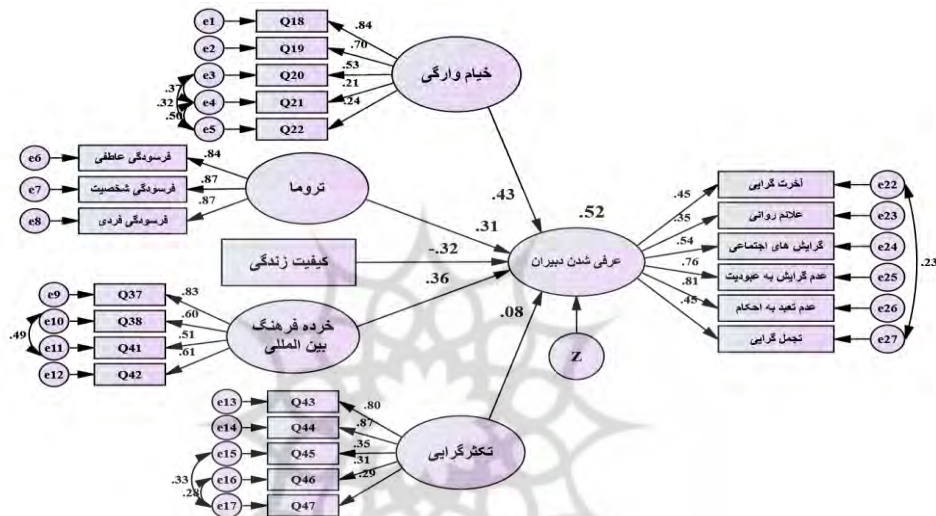 e1
Q18
.84
e2
Q19
.70
e3
Q20
.53
e4
Q21
.21
e5
Q22
.24
.37
.32
.50
خیام وارگی
e6
فرسودگی عاطفی
.84
e7
فرسودگی شخصیت
.87
e8
فرسودگی فردی
.87
تروما
کیفیت زندگی
.43
.31
-.32
.36
.08
e9
Q37
.83
e10
Q38
.60
e11
Q41
.51
e12
Q42
.61
.49
خرده فرهنگ
بین المللی
e13
Q43
.80
e14
Q44
.87
e15
Q45
.35
e16
Q46
.31
e17
Q47
.29
.33
.28
تکثرگرایی
.52
عرفی شدن دبیران
Z
.45
آخرت گرایی
e22
.35
علائم روانی
e23
.54
گرایش های اجتماعی
e24
.76
عدم گرایش به عبودیت
e25
.81
عدم تعبد به احکام
e26
.45
تجمل گرایی
e27
.23